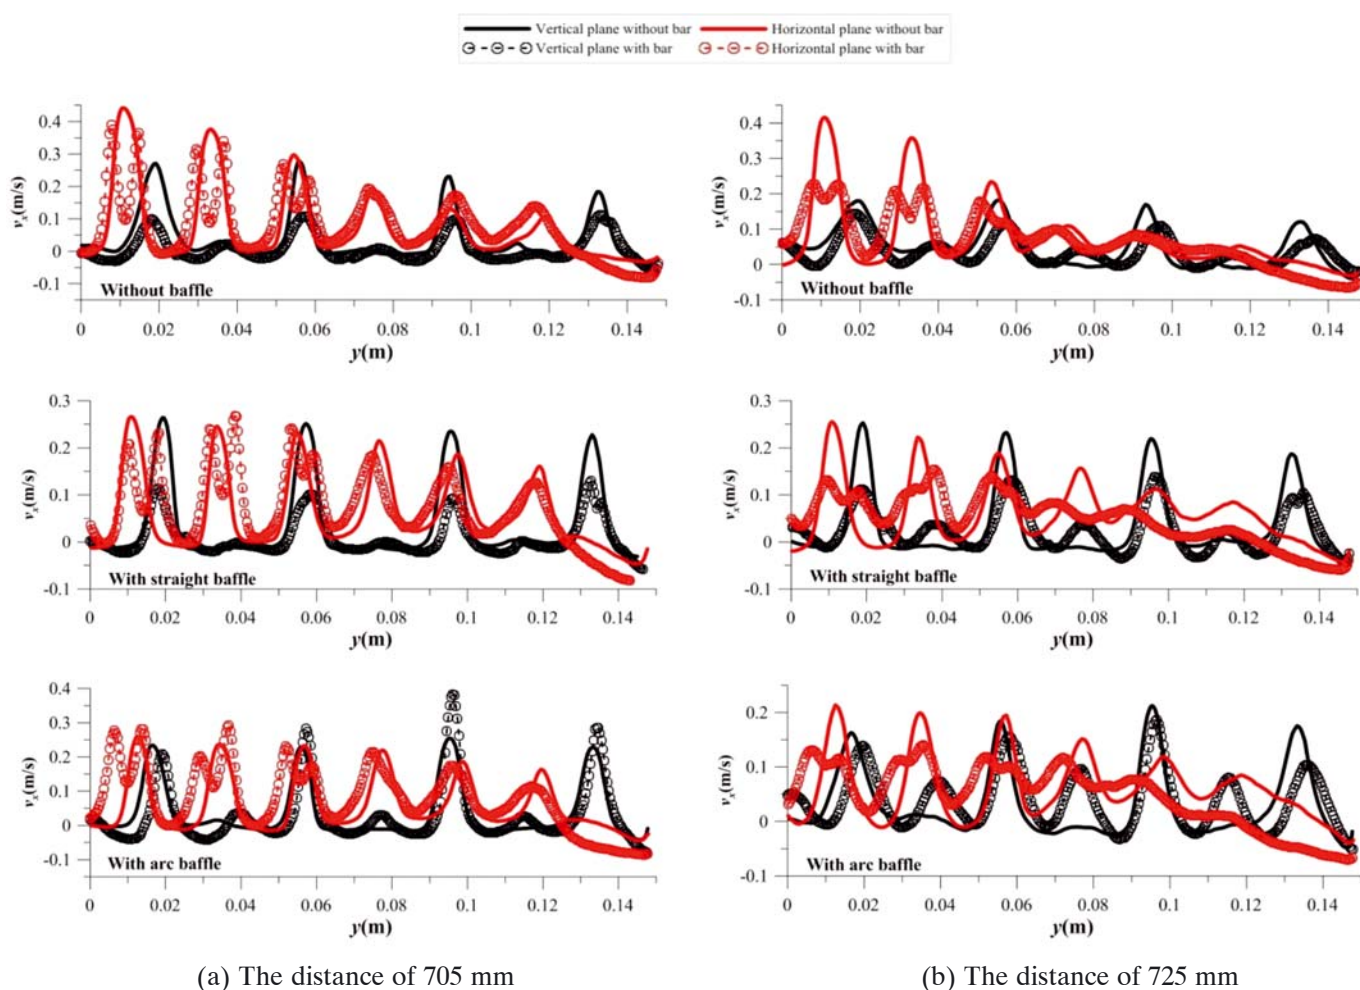 Vertical plane without bar Horizontal plane without bar
Vertical plane with bar Horizontal plane with bar
0.4
0.3
0.2
0.1
0
-0.1
vx(m/s)
Without baffle
0 0.02 0.04 0.06 0.08 0.1 0.12 0.14
y(m)
0.4
0.3
0.2
0.1
0
-0.1
vx(m/s)
Without baffle
0 0.02 0.04 0.06 0.08 0.1 0.12 0.14
y(m)
0.3
0.2
0.1
0
-0.1
vx(m/s)
With straight baffle
0 0.02 0.04 0.06 0.08 0.1 0.12 0.14
y(m)
0.3
0.2
0.1
0
-0.1
vx(m/s)
With straight baffle
0 0.02 0.04 0.06 0.08 0.1 0.12 0.14
y(m)
0.4
0.3
0.2
0.1
0
-0.1
vx(m/s)
With arc baffle
0 0.02 0.04 0.06 0.08 0.1 0.12 0.14
y(m)
0.2
0.1
0
-0.1
vx(m/s)
With arc baffle
0 0.02 0.04 0.06 0.08 0.1 0.12 0.14
y(m)
(a) The distance of 705 mm
(b) The distance of 725 mm